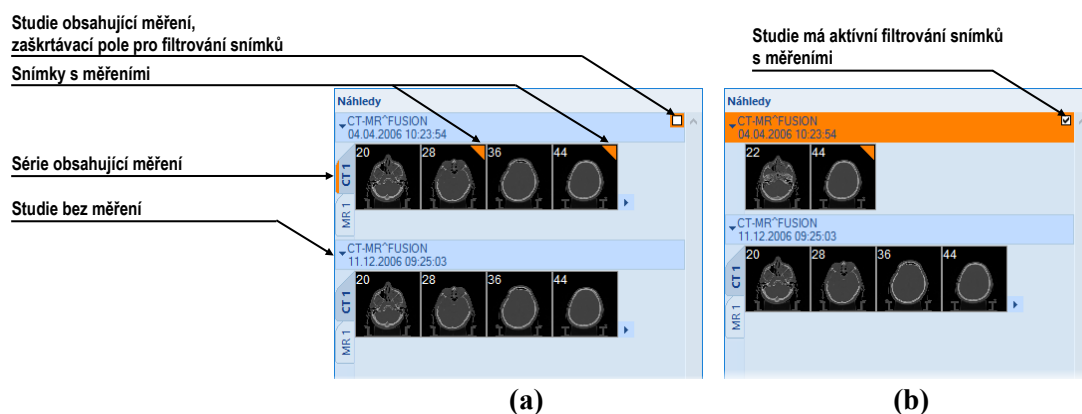 Studie obsahující měření,
zaškrtávací pole pro filtrování snímků
Snímky s měřeními
Série obsahující měření
Studie bez měření
Náhledy
CT-MR^FUSION
04.04.2006 10:23:54
20 28 36 44
CT 1
MR 1
CT-MR^FUSION
11.12.2006 09:25:03
20 28 36 44
CT 1
MR 1
(a)
Studie má aktivní filtrování snímků
s měřeními
Náhledy
CT-MR^FUSION
04.04.2006 10:23:54
22 44
CT-MR^FUSION
11.12.2006 09:25:03
20 28 36 44
CT 1
MR 1
(b)